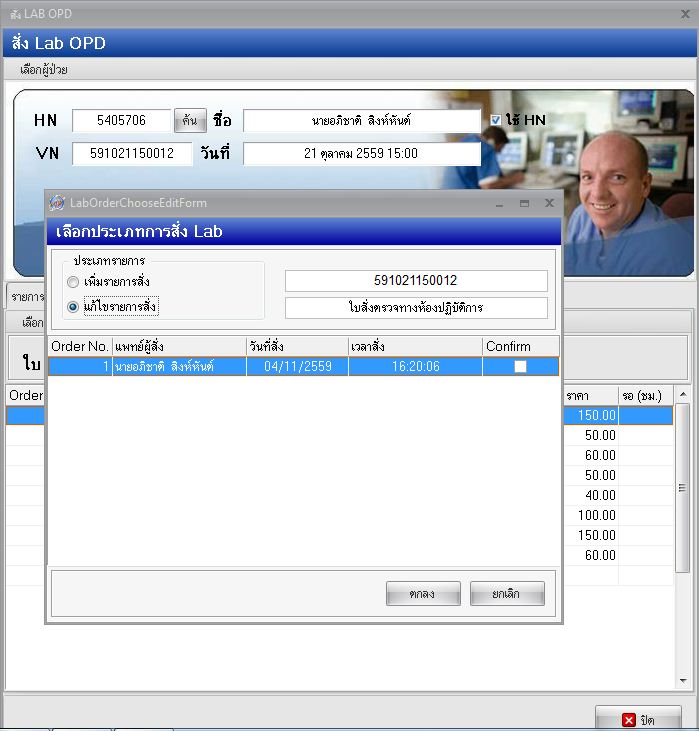 สั่ง LAB OPD
สั่ง Lab OPD
เลือกผู้ป่วย
HN 5405706 ค้น ชื่อ นายอภิชาติ สิงห์หันต์ ใช้ HN
VN 591021150012 วันที่ 21 ตุลาคม 2559 15:00
LabOrderChooseEditForm
เลือกประเภทการสั่ง Lab
ประเภทรายการ
เพิ่มรายการสั่ง 591021150012
แก้ไขรายการสั่ง ใบสั่งตรวจทางห้องปฏิบัติการ
รายการ
เลือก
ใบ
Order No. แพทย์ผู้สั่ง วันที่สั่ง เวลาสั่ง Confirm
1 นายอภิชาติ สิงห์หันต์ 04/11/2559 16:20:06
Order ราคา รอ (ชม.)
150.00
50.00
60.00
50.00
40.00
100.00
150.00
60.00
ตกลง ยกเลิก
ปิด